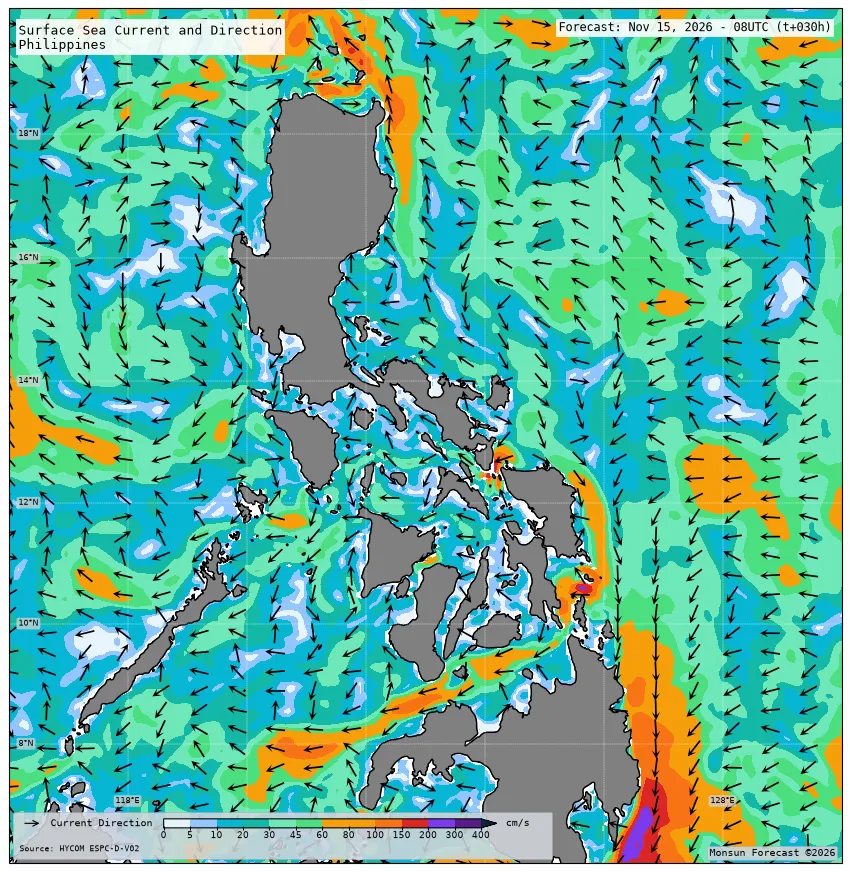 Surface Sea Current and Direction
Philippines
Forecast: Nov 15, 2026 - 08UTC (t+030h)
18°N
16°N
14°N
12°N
10°N
8°N
118°E
128°E
Current Direction
0 5 10 20 30 45 60 80 100 150 200 300 400
cm/s
Source: HYCOM ESPC-D-V02
Monsun Forecast ©2026